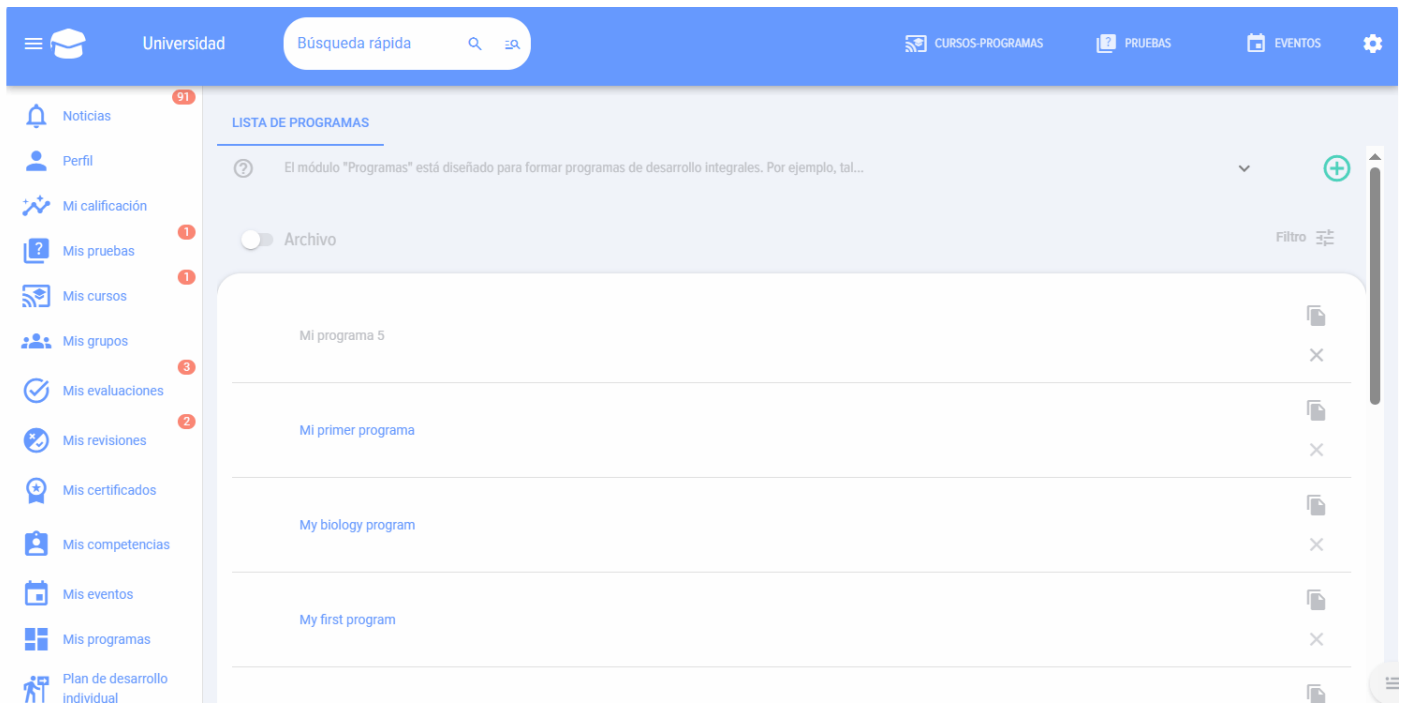 Universidad
Búsqueda rápida
CURSOS-PROGRAMAS
PRUEBAS
EVENTOS
91
Noticias
Perfil
Mi calificación
1
Mis pruebas
1
Mis cursos
Mis grupos
3
Mis evaluaciones
2
Mis revisiones
Mis certificados
Mis competencias
Mis eventos
Mis programas
Plan de desarrollo
individual
LISTA DE PROGRAMAS
El módulo "Programas" está diseñado para formar programas de desarrollo integrales. Por ejemplo, tal...
Archivo
Filtro
Mi programa 5
Mi primer programa
My biology program
My first program